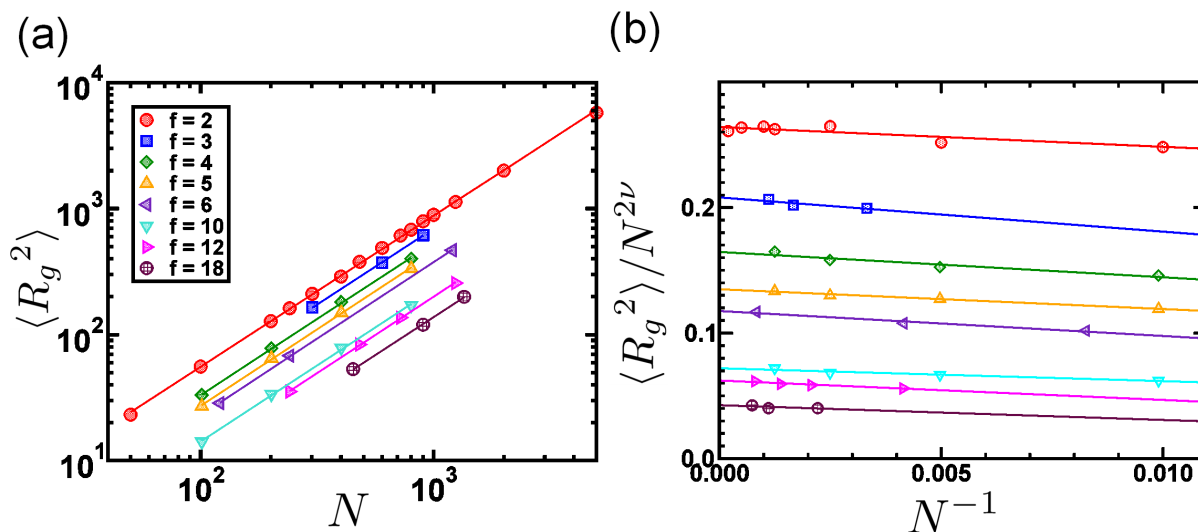 (a)
10^4
10^3
10^2
10^1
⟨R_g^2⟩
f = 2
f = 3
f = 4
f = 5
f = 6
f = 10
f = 12
f = 18
10^2
10^3
N
(b)
0.2
0.1
0.0
⟨R_g^2⟩/N^{2ν}
0.000
0.005
0.010
N^{-1}